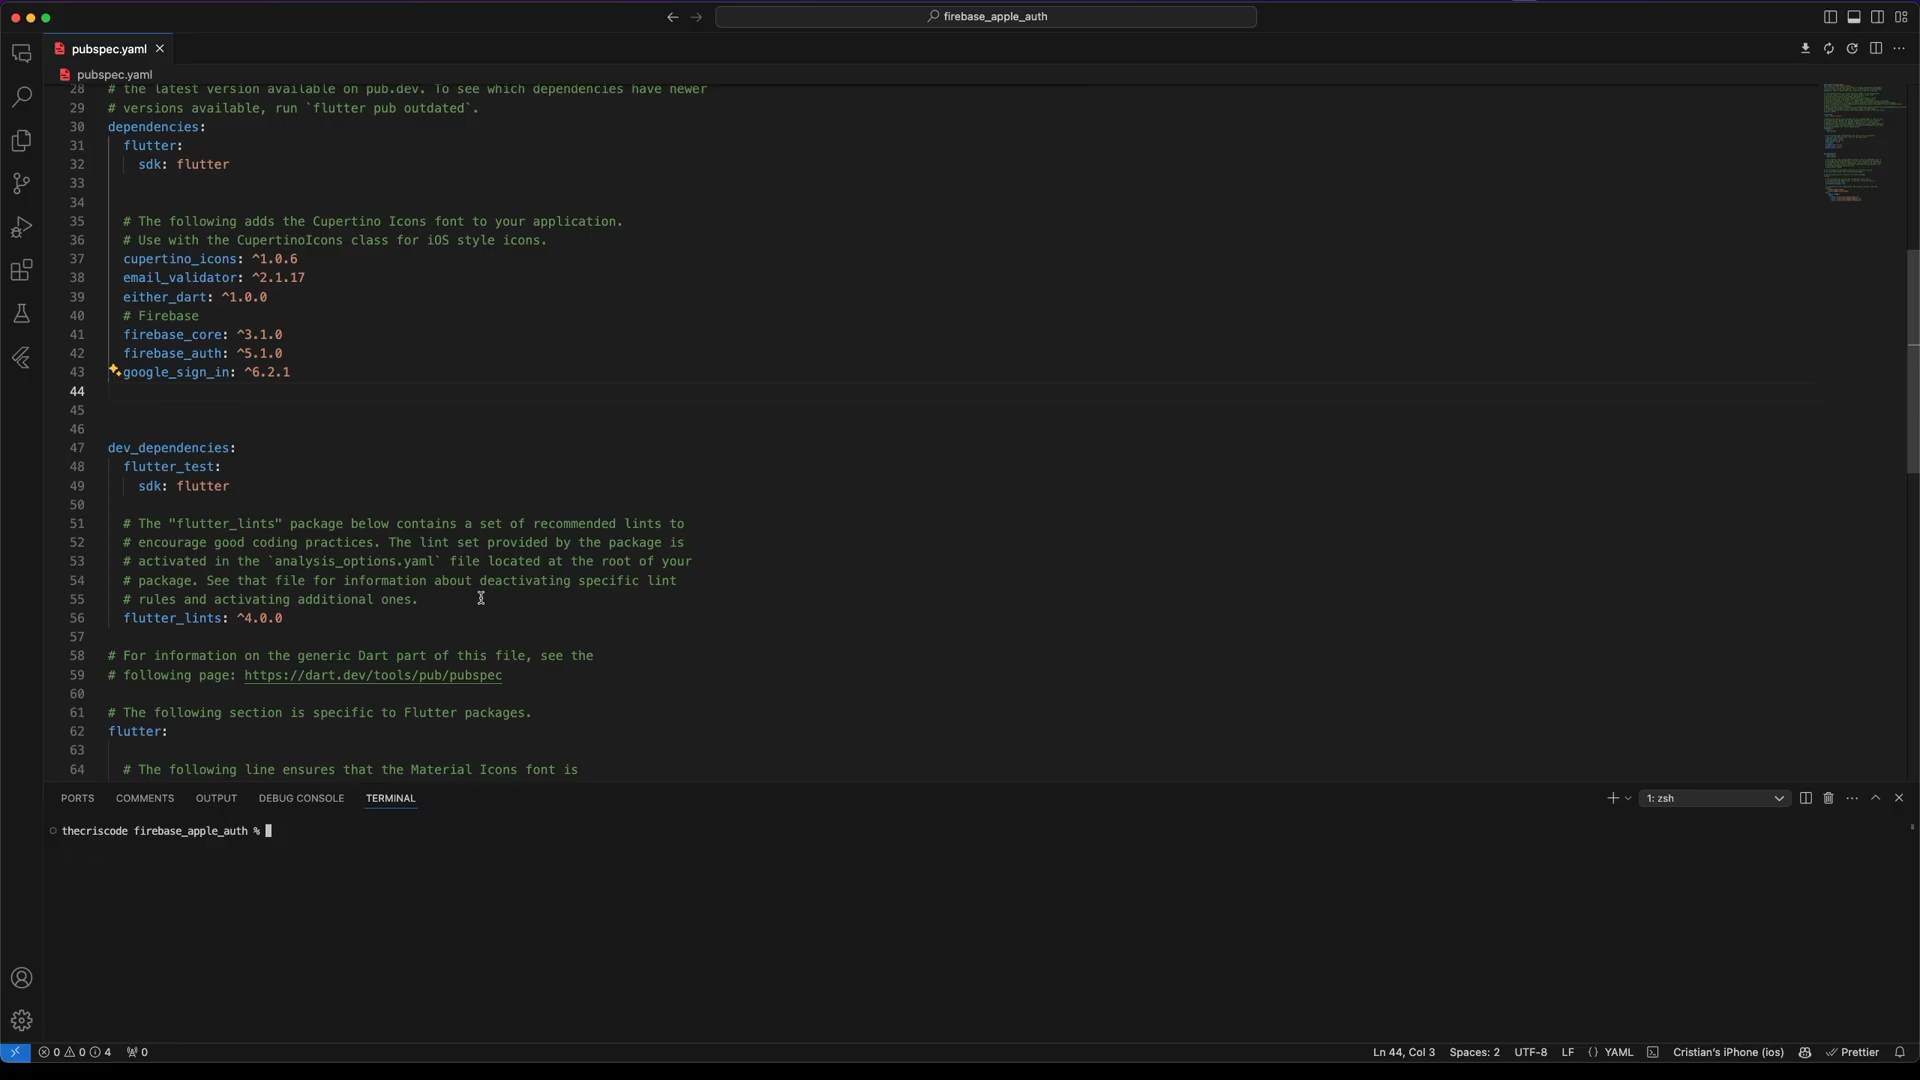 firebase_apple_auth
pubspec.yaml
pubspec.yaml
28 # the latest version available on pub.dev. To see which dependencies have newer
29 # versions available, run `flutter pub outdated`.
30 dependencies:
31 flutter:
32 sdk: flutter
33
34
35 # The following adds the Cupertino Icons font to your application.
36 # Use with the CupertinoIcons class for iOS style icons.
37 cupertino_icons: ^1.0.6
38 email_validator: ^2.1.17
39 either_dart: ^1.0.0
40 # Firebase
41 firebase_core: ^3.1.0
42 firebase_auth: ^5.1.0
43 google_sign_in: ^6.2.1
44
45
46
47 dev_dependencies:
48 flutter_test:
49 sdk: flutter
50
51 # The "flutter_lints" package below contains a set of recommended lints to
52 # encourage good coding practices. The lint set provided by the package is
53 # activated in the `analysis_options.yaml` file located at the root of your
54 # package. See that file for information about deactivating specific lint
55 # rules and activating additional ones.
56 flutter_lints: ^4.0.0
57
58 # For information on the generic Dart part of this file, see the
59 # following page: https://dart.dev/tools/pub/pubspec
60
61 # The following section is specific to Flutter packages.
62 flutter:
63
64 # The following line ensures that the Material Icons font is
PORTS COMMENTS OUTPUT DEBUG CONSOLE TERMINAL 1: zsh
thecriscode firebase_apple_auth %
0 0 4 0 Ln 44, Col 3 Spaces: 2 UTF-8 LF {} YAML Cristian's iPhone (ios) Prettier